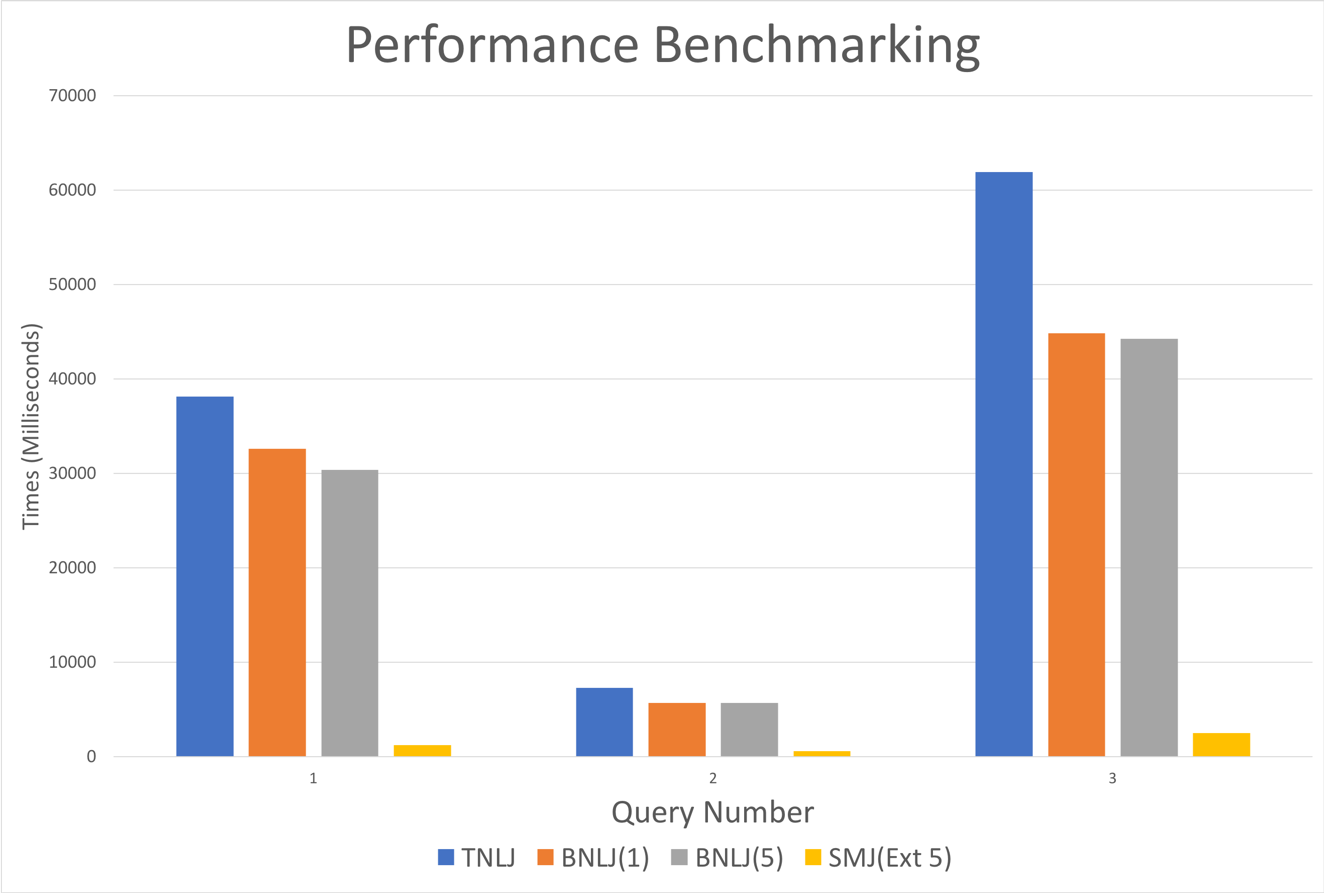 Performance Benchmarking
70000
60000
50000
40000
30000
20000
10000
0
Times (Milliseconds)
1 2 3
Query Number
TNLJ BNLJ(1) BNLJ(5) SMJ(Ext 5)